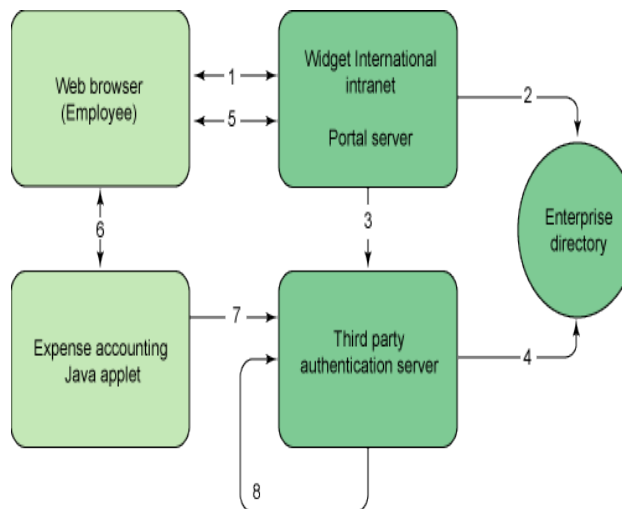 Web browser
(Employee)
1
5
Widget International
intranet
Portal server
2
Enterprise
directory
6
3
Expense accounting
Java applet
7
Third party
authentication server
4
8